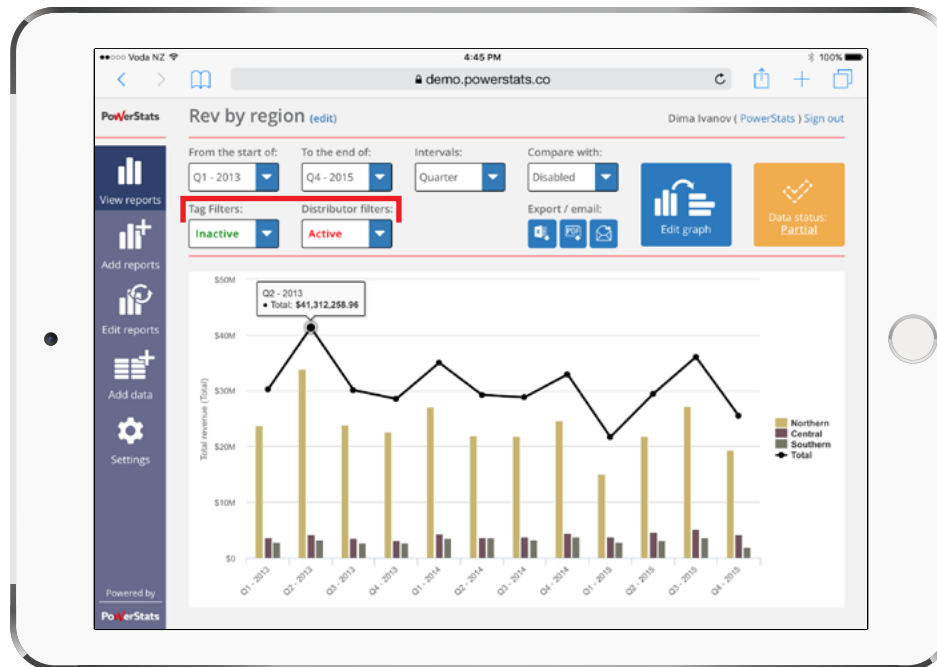 Voda NZ
4:45 PM
100%
demo.powerstats.co
PoWerStats
Rev by region (edit)
Dima Ivanov ( PowerStats ) Sign out
From the start of:
To the end of:
Intervals:
Compare with:
Q1 - 2013
Q4 - 2015
Quarter
Disabled
View reports
Tag Filters:
Distributor filters:
Export / email:
Inactive
Active
PDF
Edit graph
Data status:
Partial
Add reports
Edit reports
Add data
Settings
Powered by
PoWerStats
Q2 - 2013
• Total: $41,312,258.96
Total revenue (Total)
$50M
$40M
$30M
$20M
$10M
$0
Q1 - 2013
Q2 - 2013
Q3 - 2013
Q4 - 2013
Q1 - 2014
Q2 - 2014
Q3 - 2014
Q4 - 2014
Q1 - 2015
Q2 - 2015
Q3 - 2015
Q4 - 2015
Northern
Central
Southern
Total